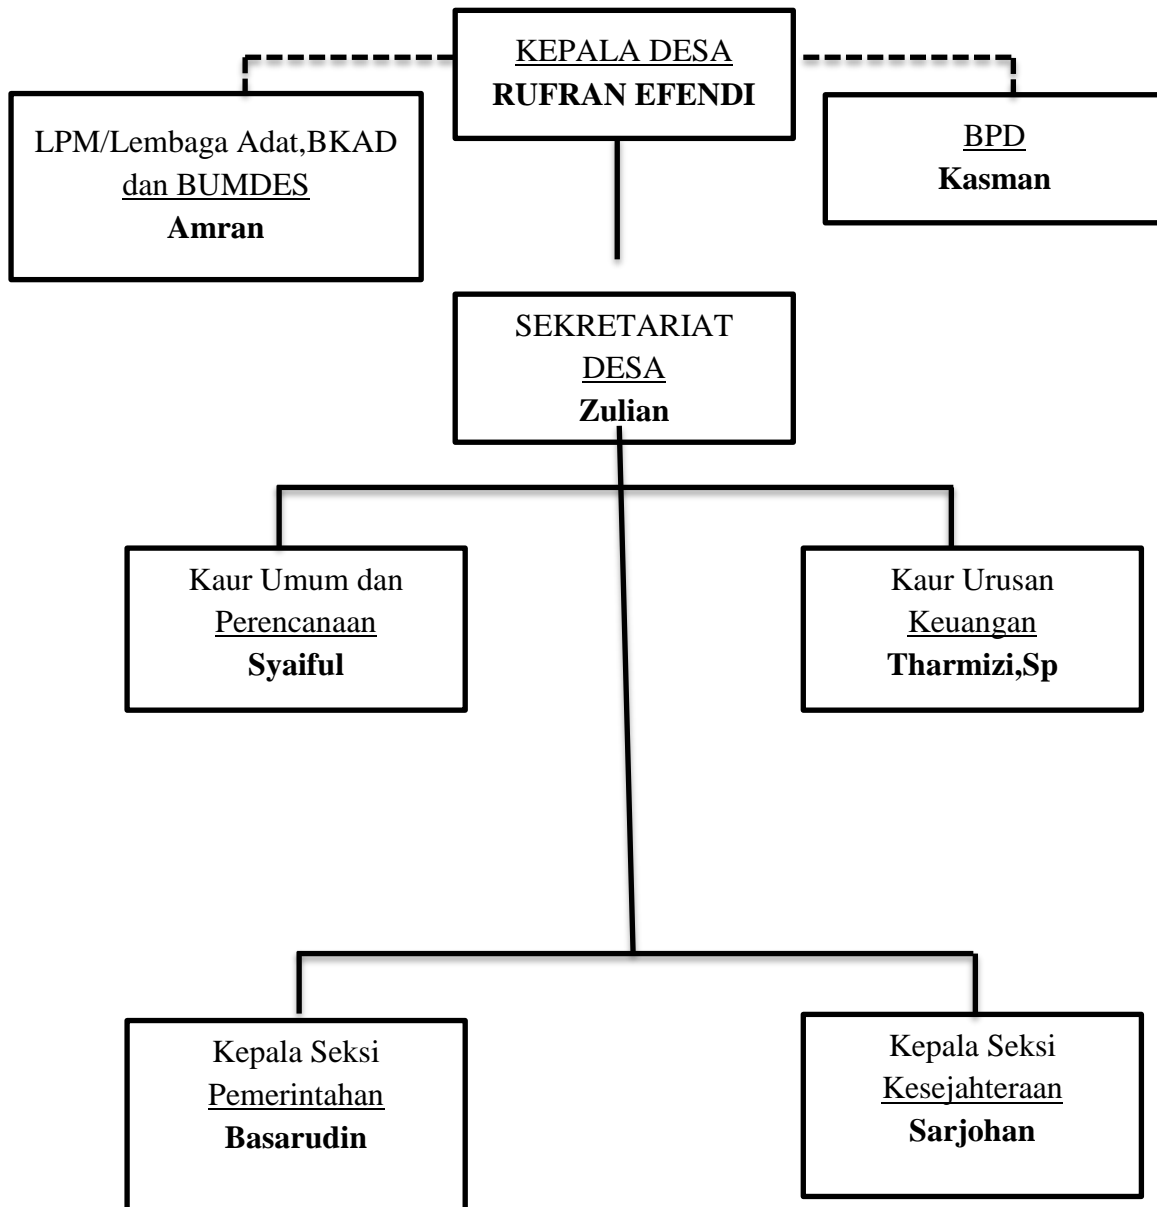 KEPALA DESA
RUFRAN EFENDI
LPM/Lembaga Adat,BKAD
dan BUMDES
Amran
BPD
Kasman
SEKRETARIAT
DESA
Zulian
Kaur Umum dan
Perencanaan
Syaiful
Kaur Urusan
Keuangan
Tharmizi,Sp
Kepala Seksi
Pemerintahan
Basarudin
Kepala Seksi
Kesejahteraan
Sarjohan